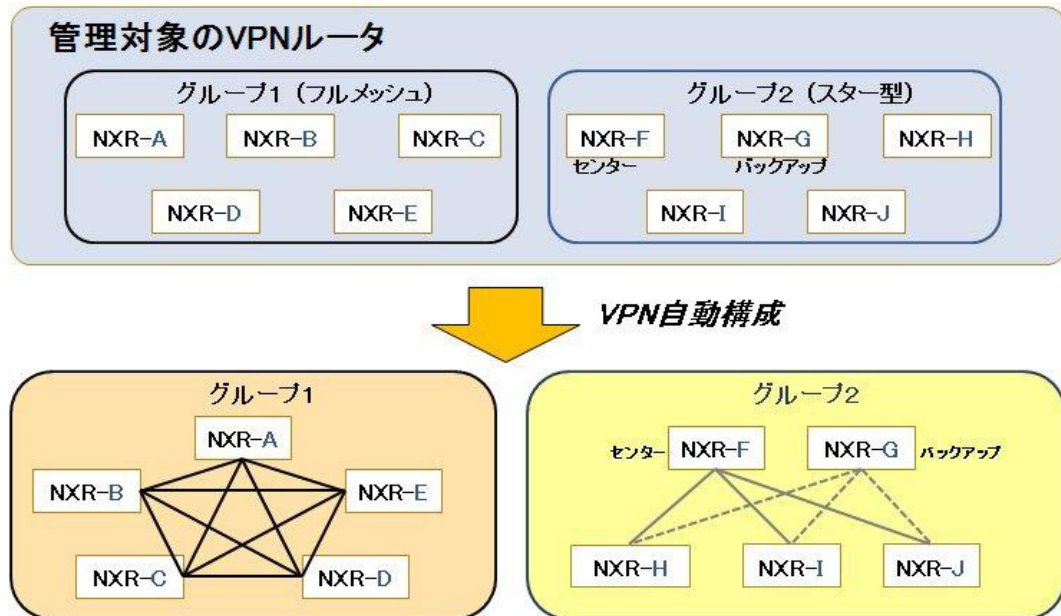 管理対象のVPNルータ
グループ1（フルメッシュ）
NXR-A NXR-B NXR-C
NXR-D NXR-E
グループ2（スター型）
NXR-F NXR-G NXR-H
センター バックアップ
NXR-I NXR-J
VPN自動構成
グループ1
NXR-A
NXR-B NXR-E
NXR-C NXR-D
グループ2
センター NXR-F NXR-G バックアップ
NXR-H NXR-I NXR-J